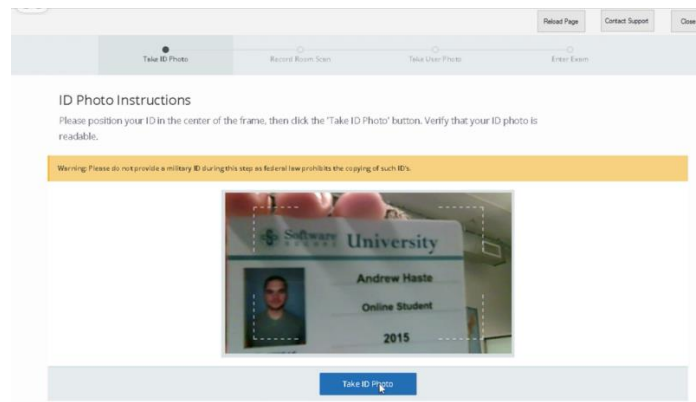 Reload Page Contact Support Close
Take ID Photo Record Room Scan Take User Photo Enter Exam
ID Photo Instructions
Please position your ID in the center of the frame, then click the 'Take ID Photo' button. Verify that your ID photo is
readable.
Warning: Please do not provide a military ID during this step as federal law prohibits the copying of such ID's.
Software University
Andrew Haste
Online Student
2015
Take ID Photo